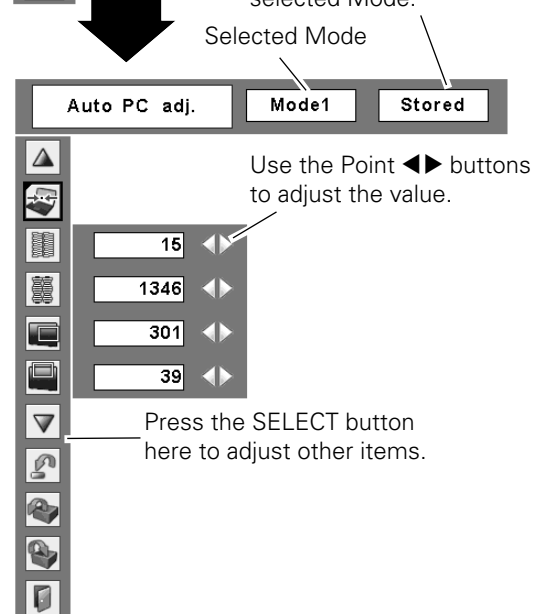 selected Mode.
Selected Mode
Auto PC adj. Mode1 Stored
Use the Point ◀▶ buttons
to adjust the value.
15
1346
301
39
Press the SELECT button
here to adjust other items.